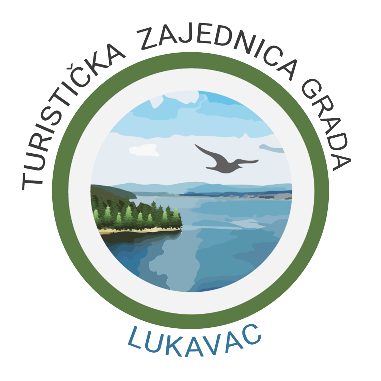 TURISTIČKA ZAJEDNICA GRADA
LUKAVAC